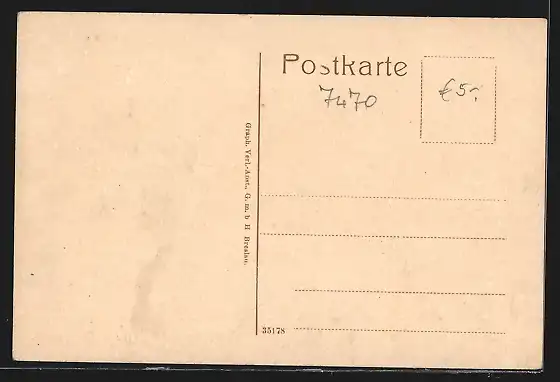 Postkarte
7470
€ 5,-
Graph. Verl.-Anst., G. m. b H Breslau.
35178